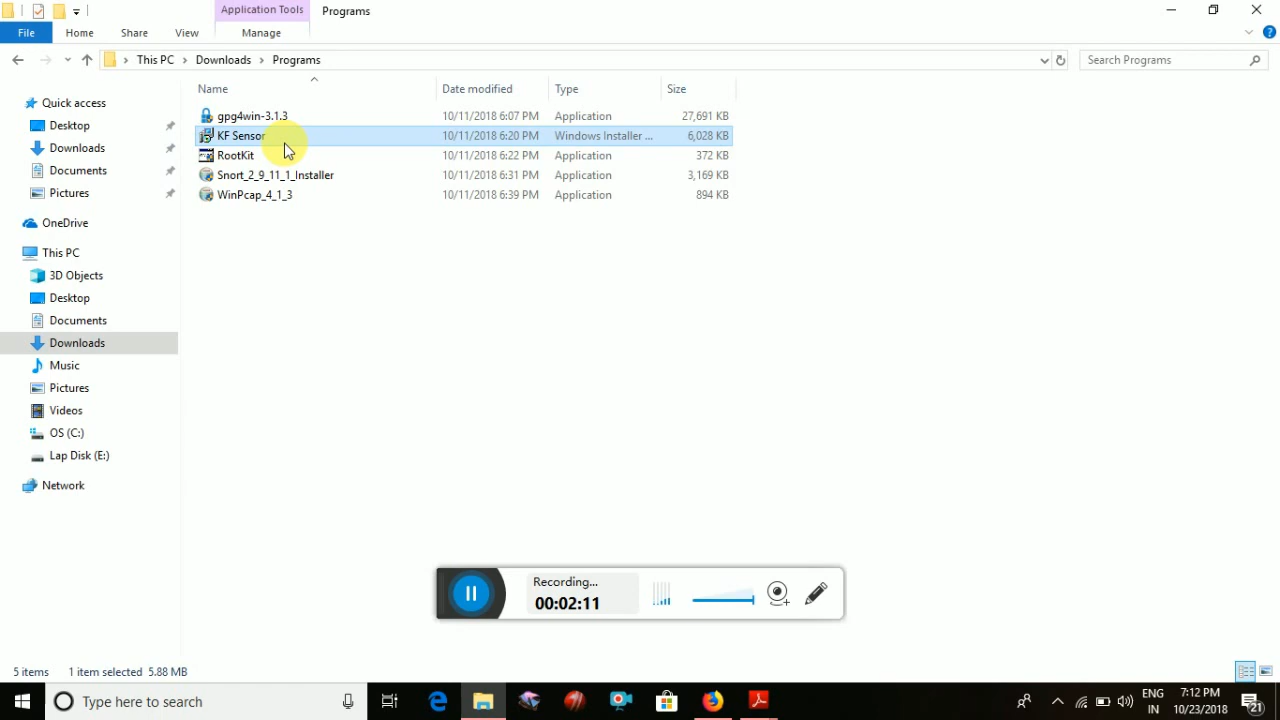 Application Tools Programs
File Home Share View Manage
This PC Downloads Programs
Search Programs
Name Date modified Type Size
Quick access
Desktop
Downloads
Documents
Pictures
OneDrive
This PC
3D Objects
Desktop
Documents
Downloads
Music
Pictures
Videos
OS (C:)
Lap Disk (E:)
Network
gpg4win-3.1.3 10/11/2018 6:07 PM Application 27,691 KB
KF Sensor 10/11/2018 6:20 PM Windows Installer ... 6,028 KB
RootKit 10/11/2018 6:22 PM Application 372 KB
Snort_2_9_11_1_Installer 10/11/2018 6:31 PM Application 3,169 KB
WinPcap_4_1_3 10/11/2018 6:39 PM Application 894 KB
Recording...
00:02:11
5 items 1 item selected 5.88 MB
Type here to search
ENG
IN
7:12 PM
10/23/2018
21